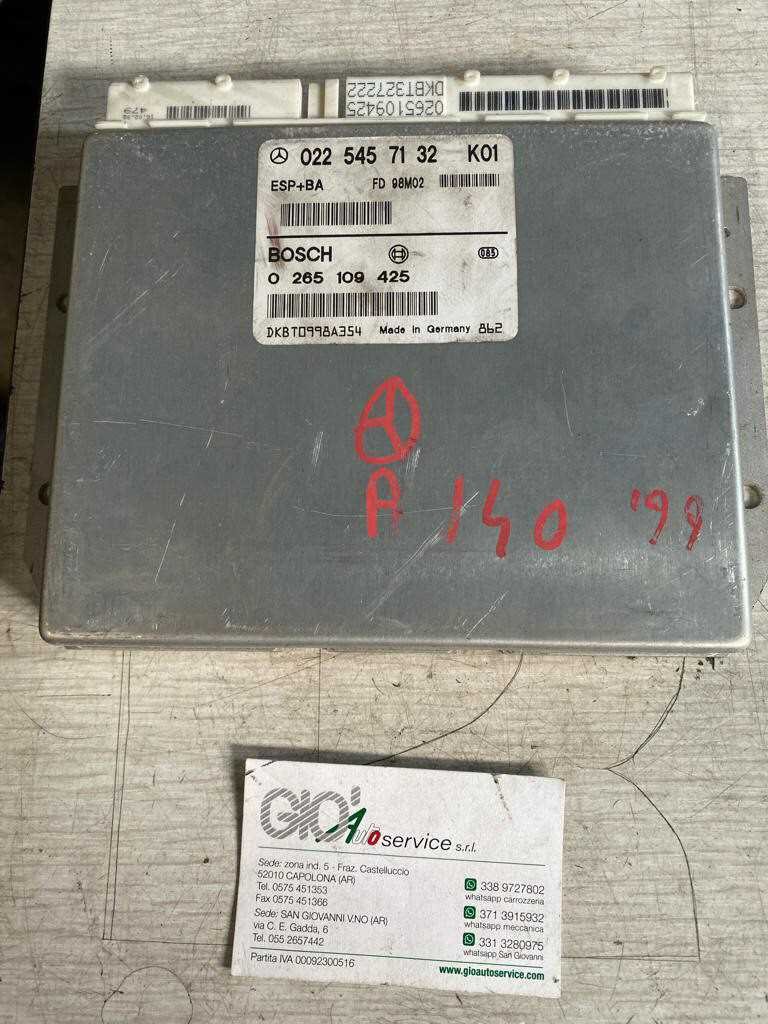 0265109425
DKBT327222
479
022 545 71 32 K01
ESP+BA FD 98M02
BOSCH 085
0 265 109 425
DKBT0998A354 Made in Germany 862
A 140 '99
GIO' Autoservice s.r.l.
Sede: zona ind. 5 - Fraz. Castelluccio
52010 CAPOLONA (AR)
Tel. 0575 451353
Fax 0575 451366
Sede: SAN GIOVANNI V.NO (AR)
via C. E. Gadda, 6
Tel. 055 2657442
Partita IVA 00092300516
338 9727802
whatsapp carrozzeria
371 3915932
whatsapp meccanica
331 3280975
whatsapp San Giovanni
www.gioautoservice.com